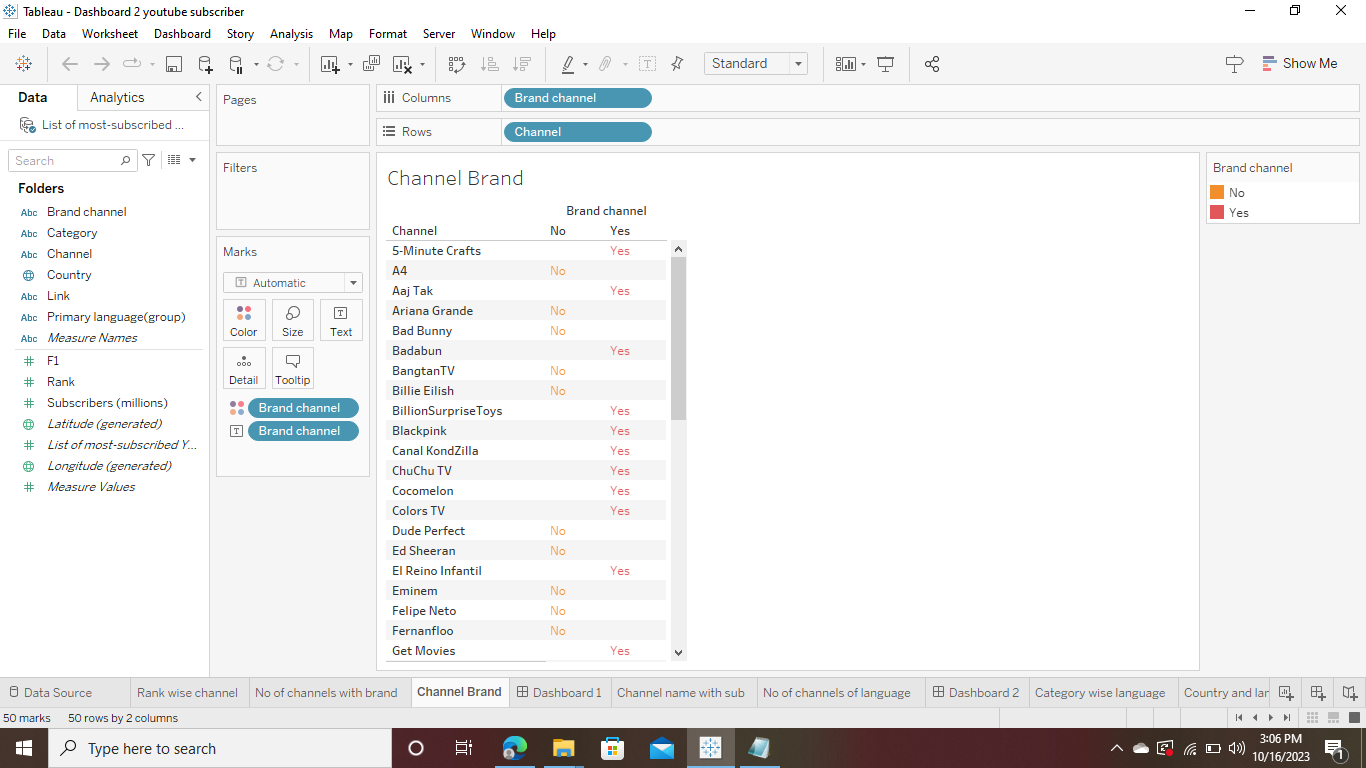 Tableau - Dashboard 2 youtube subscriber
File Data Worksheet Dashboard Story Analysis Map Format Server Window Help
Standard
Show Me
Data Analytics
List of most-subscribed ...
Search
Folders
Abc Brand channel
Abc Category
Abc Channel
Country
Abc Link
Abc Primary language(group)
Abc Measure Names
# F1
# Rank
# Subscribers (millions)
Latitude (generated)
# List of most-subscribed Y...
Longitude (generated)
# Measure Values
Pages
Filters
Marks
T Automatic
Color Size Text
Detail Tooltip
Brand channel
T Brand channel
Columns Brand channel
Rows Channel
Channel Brand
Brand channel
Channel No Yes
5-Minute Crafts Yes
A4 No
Aaj Tak Yes
Ariana Grande No
Bad Bunny No
Badabun Yes
BangtanTV No
Billie Eilish No
BillionSurpriseToys Yes
Blackpink Yes
Canal KondZilla Yes
ChuChu TV Yes
Cocomelon Yes
Colors TV Yes
Dude Perfect No
Ed Sheeran No
El Reino Infantil Yes
Eminem No
Felipe Neto No
Fernanfloo No
Get Movies Yes
Brand channel
No
Yes
Data Source Rank wise channel No of channels with brand Channel Brand Dashboard 1 Channel name with sub No of channels of language Dashboard 2 Category wise language Country and lan
50 marks 50 rows by 2 columns
Type here to search
3:06 PM
10/16/2023
1